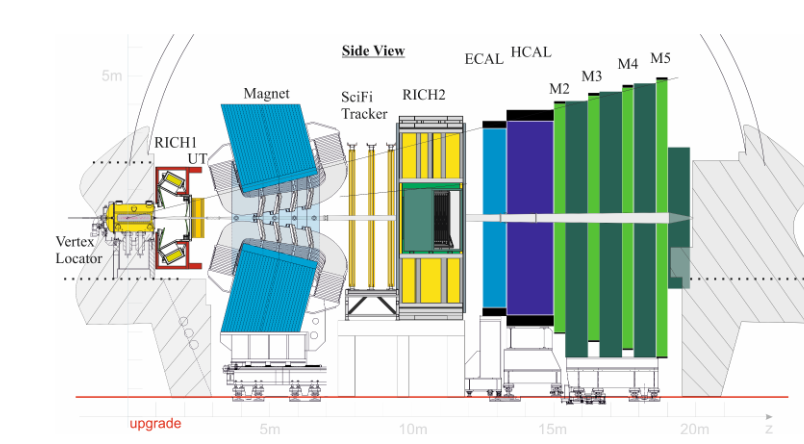 Side View
ECAL
HCAL
M5
M4
M3
M2
5m
Magnet
SciFi
Tracker
RICH2
RICH1
UT
Vertex
Locator
upgrade
5m
10m
15m
20m
z